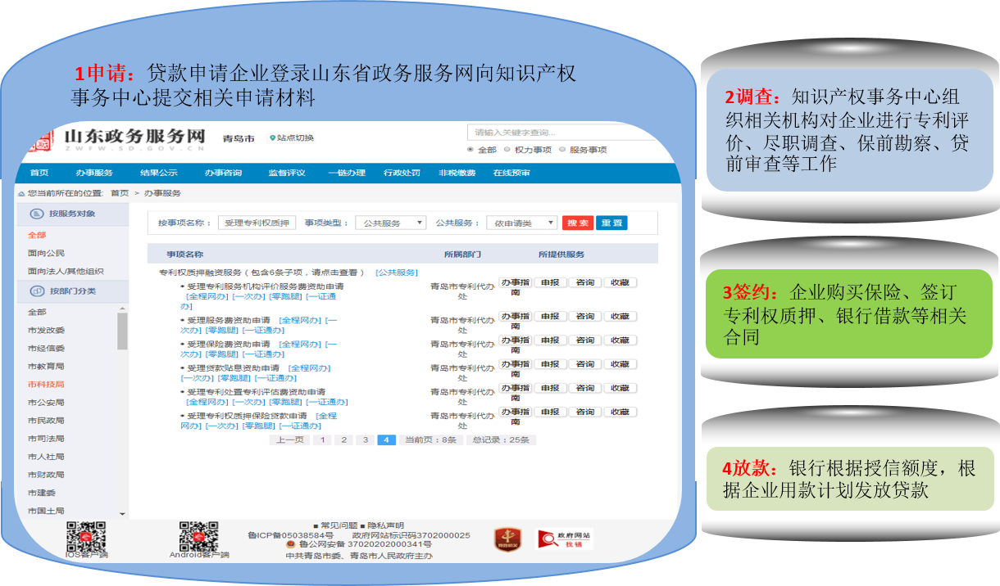 1申请：贷款申请企业登录山东省政务服务网向知识产权
事务中心提交相关申请材料
山东政务服务网
ZWFW.SD.GOV.CN
青岛市
站点切换
请输入关键字查询...
全部 权力事项 服务事项
首页 办事服务 结果公示 办事咨询 监督评议 一链办理 行政处罚 非税缴费 在线预审
您当前所在的位置: 首页 > 办事服务
按服务对象
全部
面向公民
面向法人/其他组织
按部门分类
全部
市发改委
市经信委
市教育局
市科技局
市公安局
市民政局
市司法局
市人社局
市财政局
市建委
市国土局
按事项名称： 受理专利权质押 事项类型： 公共服务 公共服务： 依申请类 搜索 重置
事项名称 所属部门 所提供服务
专利权质押融资服务（包含6条子项，请点击查看） [公共服务]
• 受理专利服务机构评价服务费资助申请
[全程网办] [一次办] [零跑腿] [一证通
办]
青岛市专利代办
处
办事指
南
申报 咨询 收藏
• 受理服务费资助申请 [全程网办] [一
次办] [零跑腿] [一证通办]
青岛市专利代办
处
办事指
南
申报 咨询 收藏
• 受理保险费资助申请 [全程网办] [一
次办] [零跑腿] [一证通办]
青岛市专利代办
处
办事指
南
申报 咨询 收藏
• 受理贷款贴息资助申请 [全程网办]
[一次办] [零跑腿] [一证通办]
青岛市专利代办
处
办事指
南
申报 咨询 收藏
• 受理专利处置专利评估费资助申请
[全程网办] [一次办] [零跑腿] [一证通办]
青岛市专利代办
处
办事指
南
申报 咨询 收藏
• 受理专利权质押保险贷款申请 [全程
网办] [一次办] [零跑腿] [一证通办]
青岛市专利代办
处
办事指
南
申报 咨询 收藏
上一页 1 2 3 4 当前页：8条 总记录：25条
IOS客户端
Android客户端
■ 常见问题 ■ 隐私声明
鲁ICP备05038584号 政府网站标识码3702000025
鲁公网安备 37020202000341号
中共青岛市委、青岛市人民政府主办
党政机关
政府网站
找错
2调查：知识产权事务中心组
织相关机构对企业进行专利评
价、尽职调查、保前勘察、贷
前审查等工作
3签约：企业购买保险、签订
专利权质押、银行借款等相关
合同
4放款：银行根据授信额度，根
据企业用款计划发放贷款